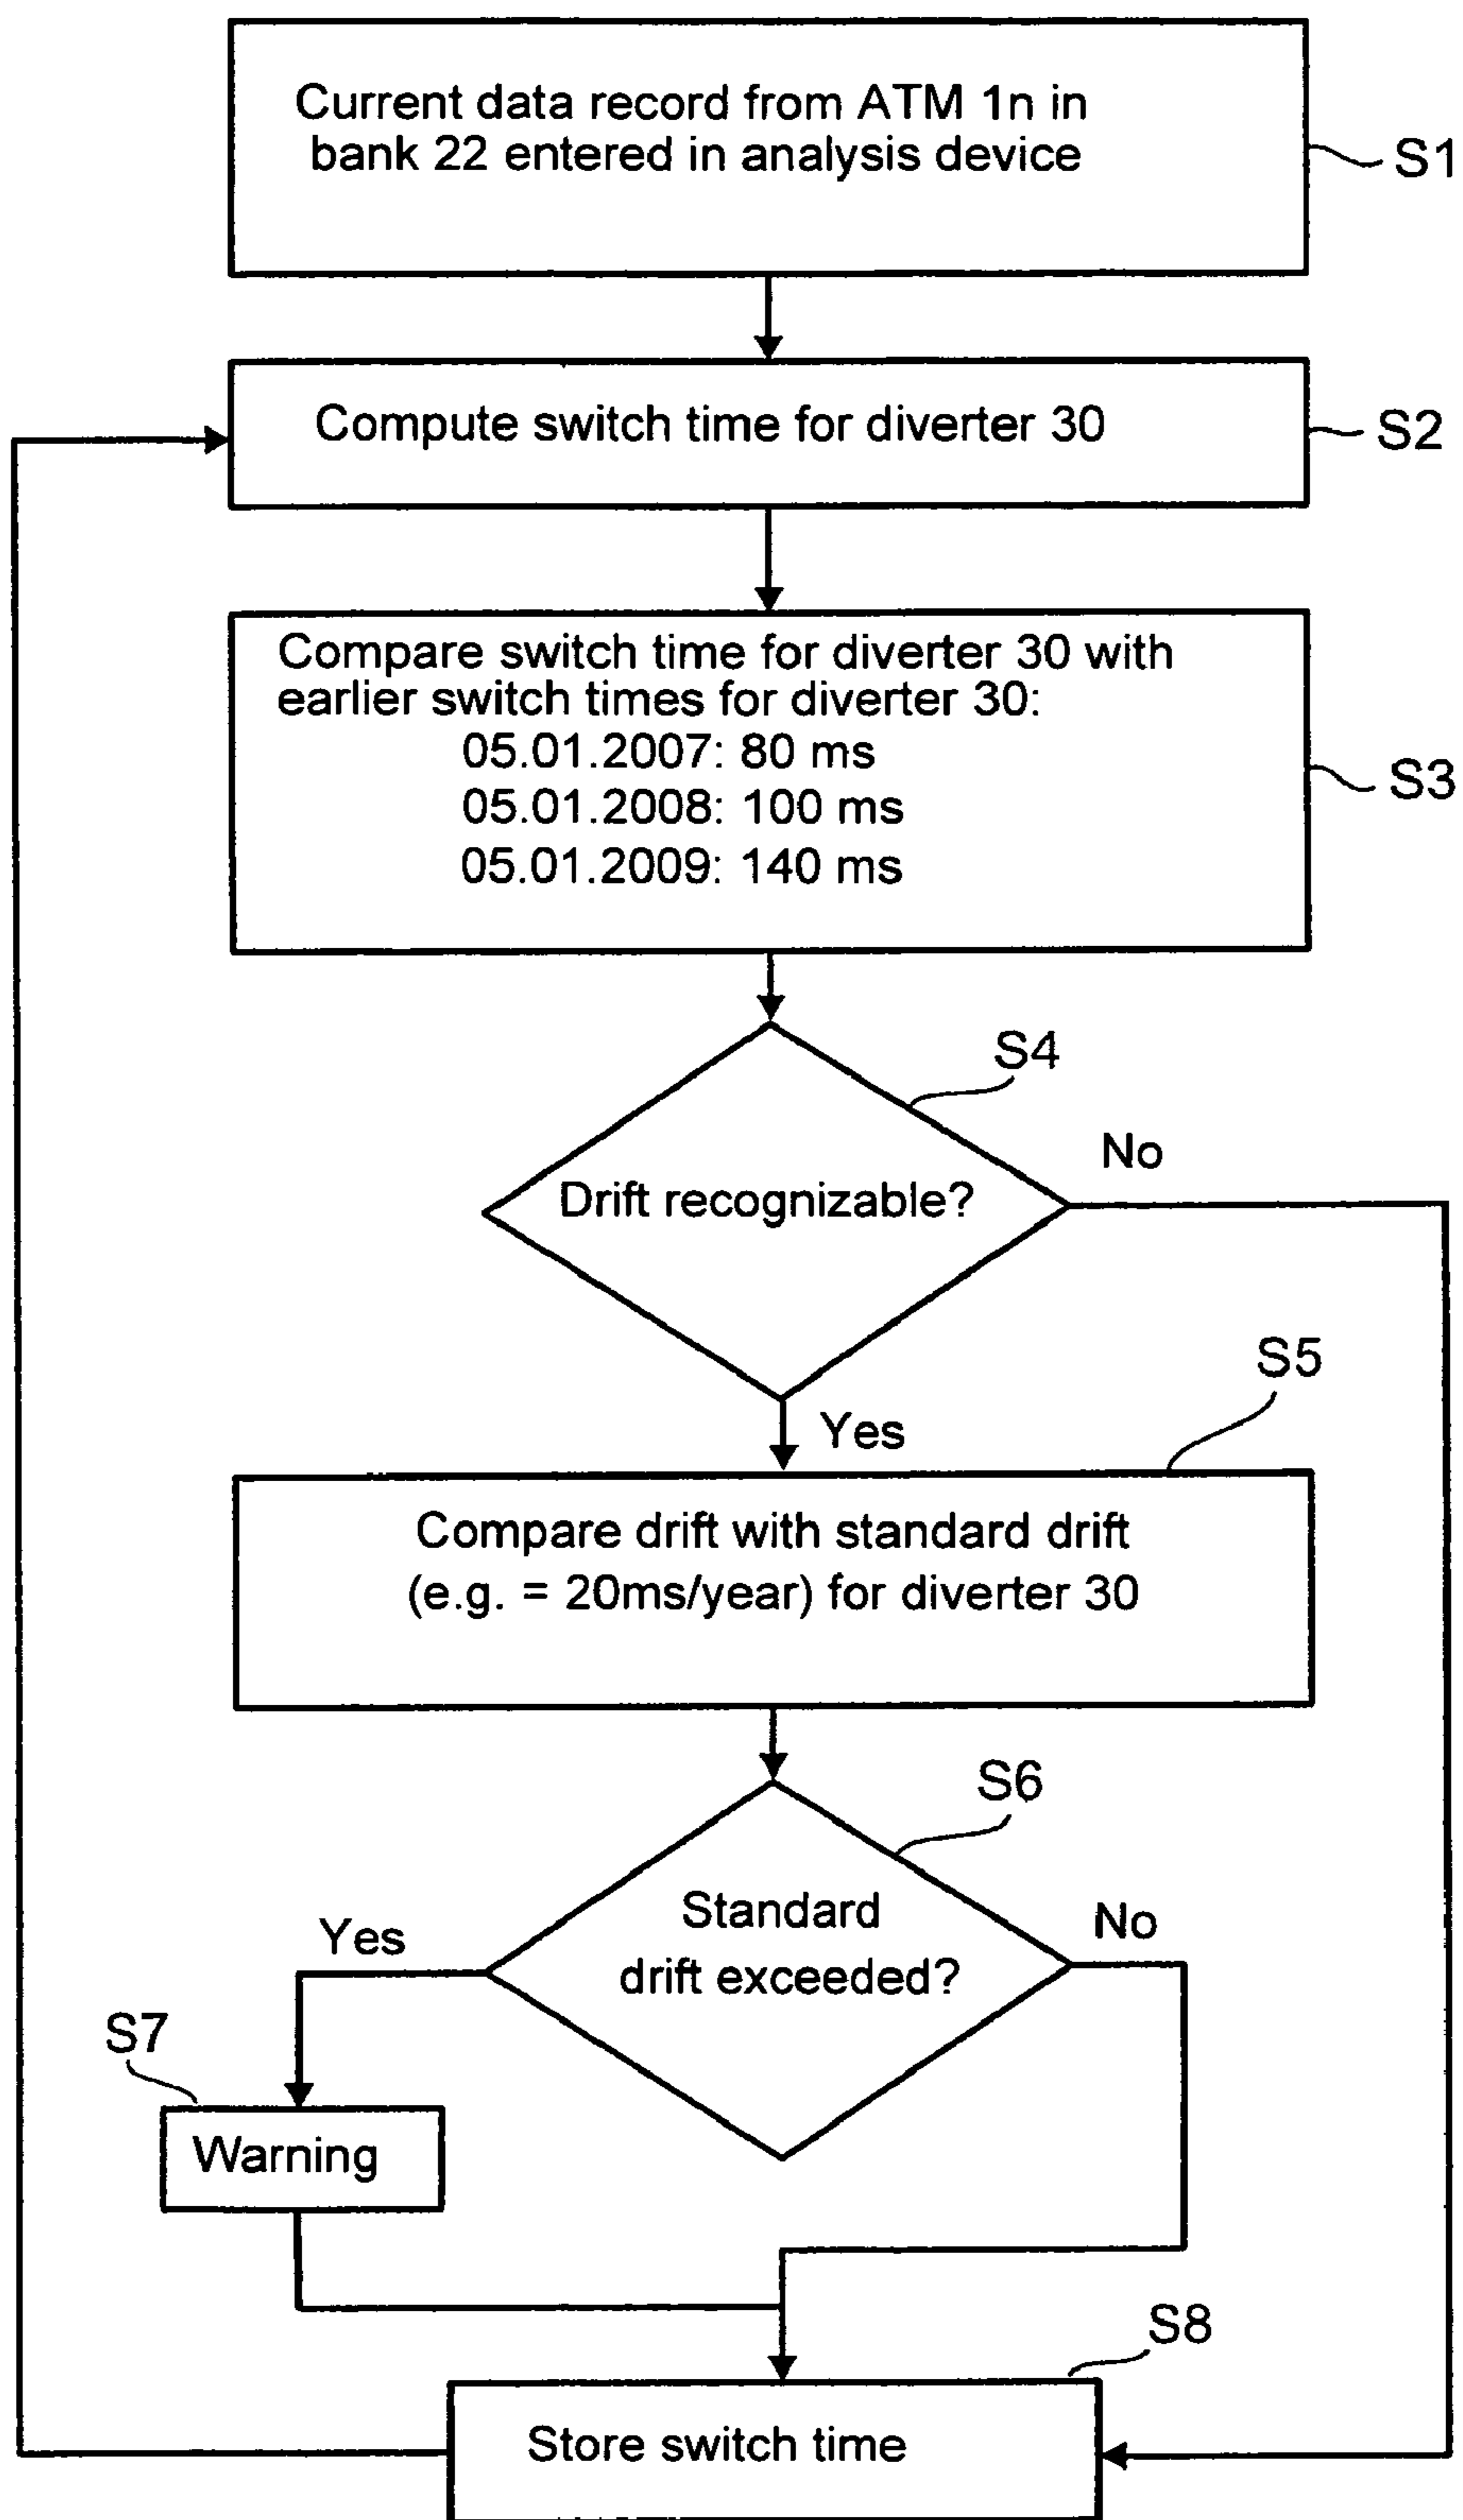 Current data record from ATM 1n in
bank 22 entered in analysis device
S1
Compute switch time for diverter 30
S2
Compare switch time for diverter 30 with
earlier switch times for diverter 30:
05.01.2007: 80 ms
05.01.2008: 100 ms
05.01.2009: 140 ms
S3
S4
No
Drift recognizable?
S5
Yes
Compare drift with standard drift
(e.g. = 20ms/year) for diverter 30
S6
Standard
drift exceeded?
Yes
No
S7
Warning
S8
Store switch time